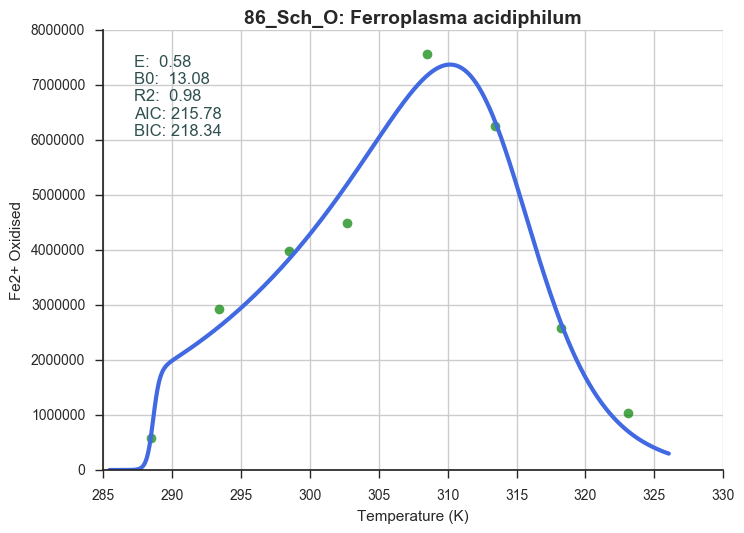 86_Sch_O: Ferroplasma acidiphilum
E: 0.58
B0: 13.08
R2: 0.98
AIC: 215.78
BIC: 218.34
Fe2+ Oxidised
8000000
7000000
6000000
5000000
4000000
3000000
2000000
1000000
0
285 290 295 300 305 310 315 320 325 330
Temperature (K)